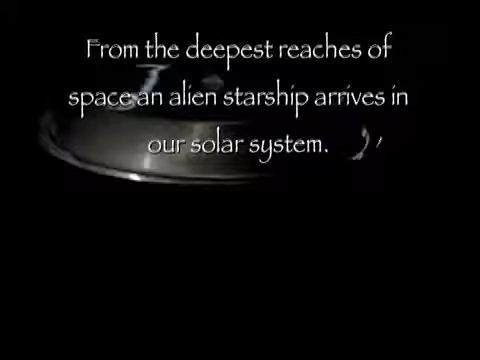 From the deepest reaches of
space an alien starship arrives in
our solar system.